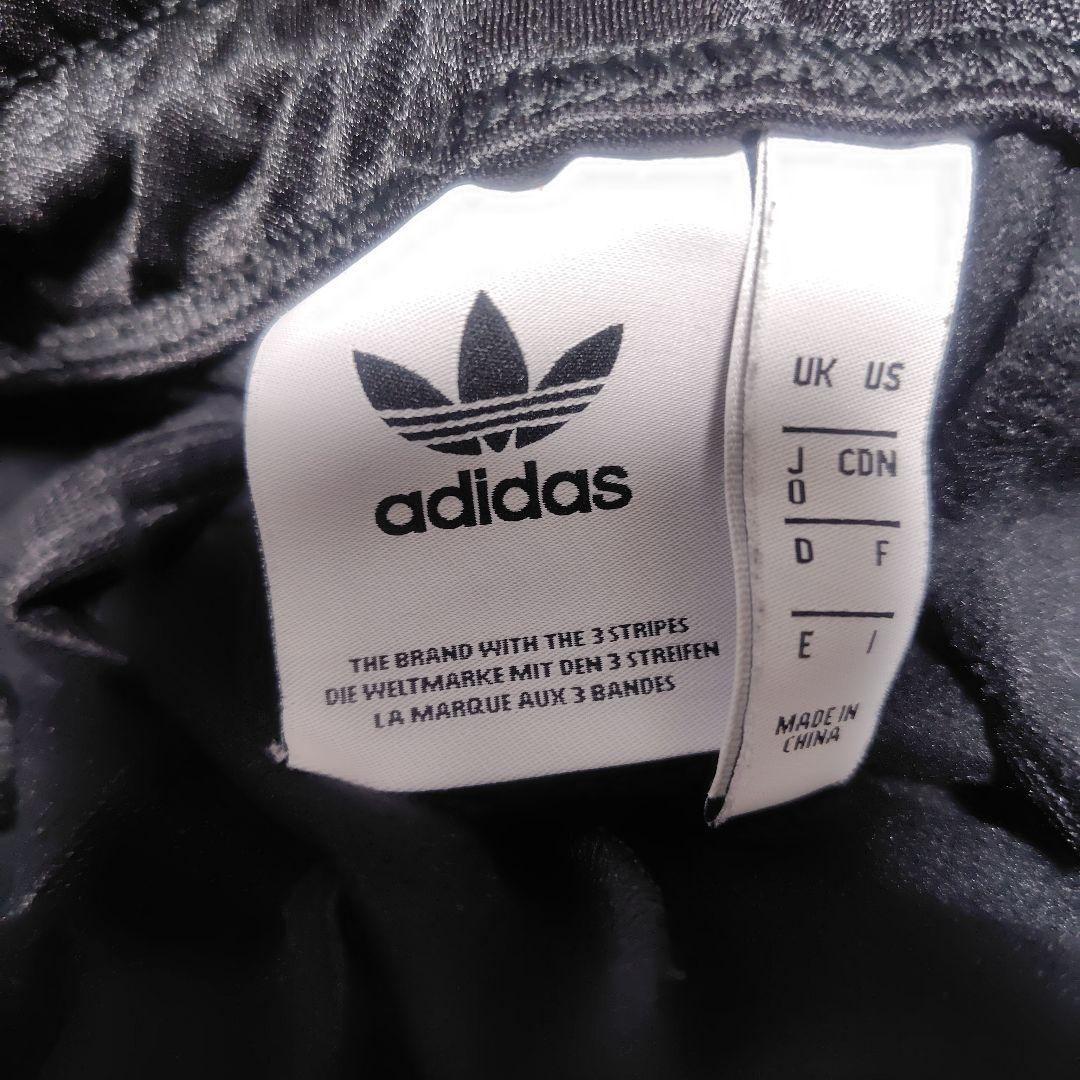 adidas
THE BRAND WITH THE 3 STRIPES
DIE WELTMARKE MIT DEN 3 STREIFEN
LA MARQUE AUX 3 BANDES
UK US
J CDN
O
D F
E I
MADE IN
CHINA